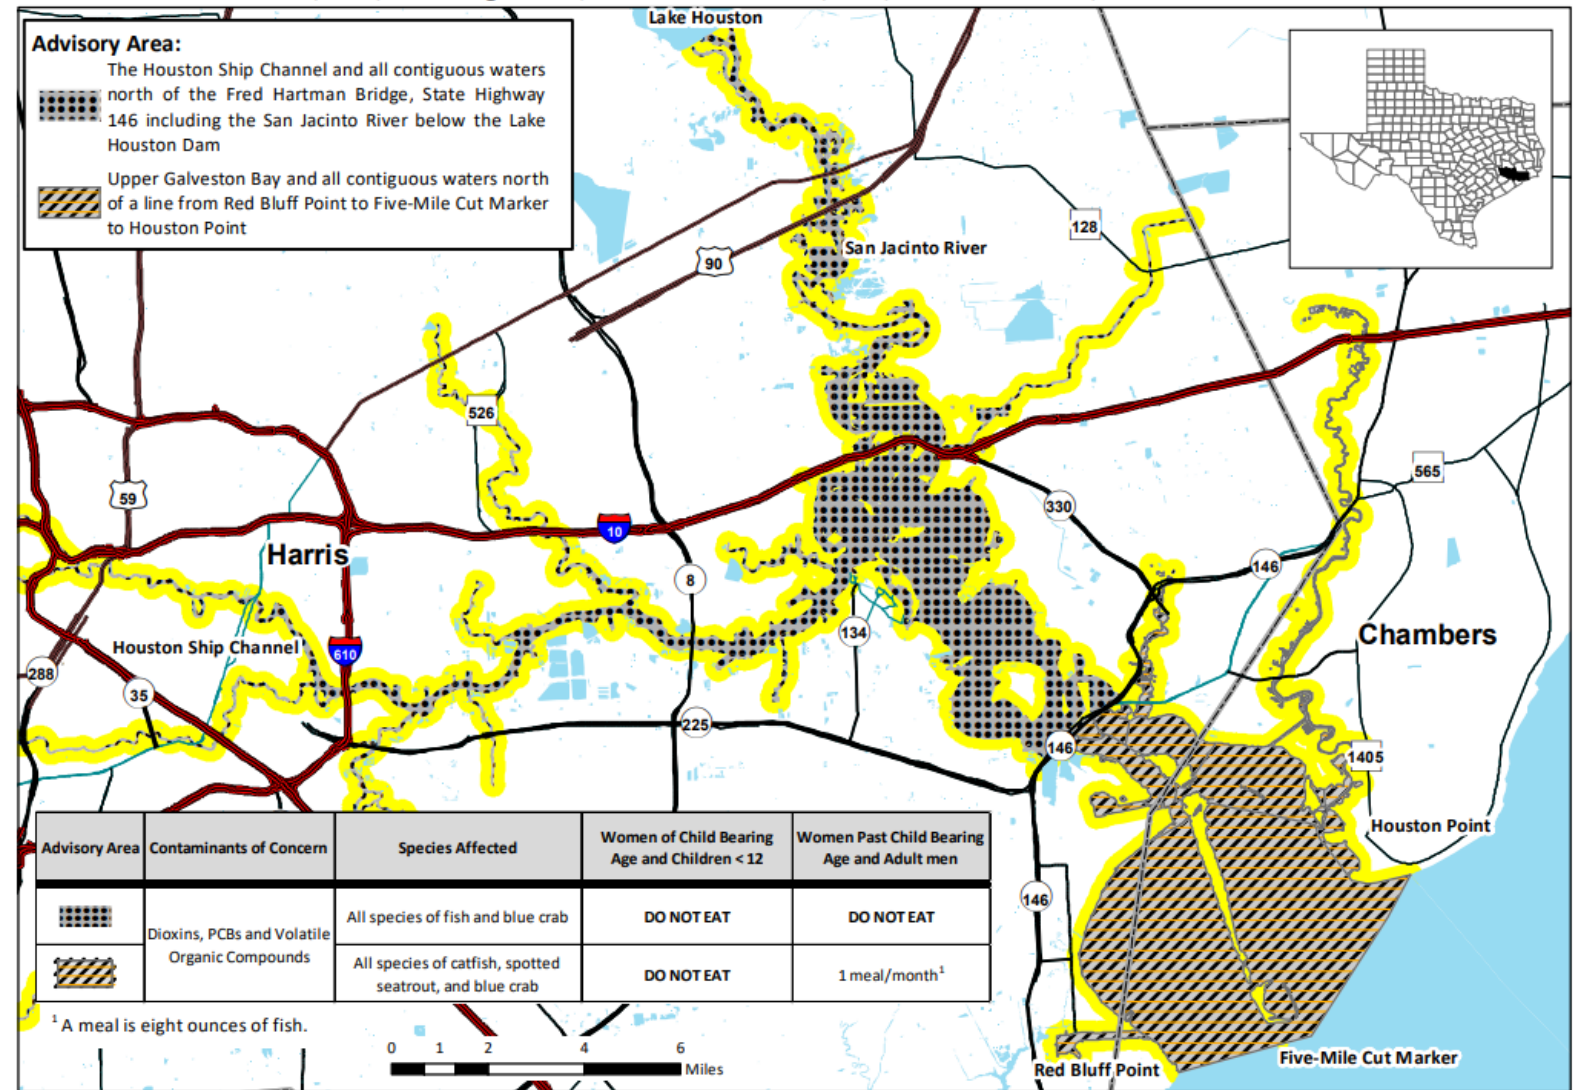 Lake Houston
Advisory Area:
The Houston Ship Channel and all contiguous waters
north of the Fred Hartman Bridge, State Highway
146 including the San Jacinto River below the Lake
Houston Dam
Upper Galveston Bay and all contiguous waters north
of a line from Red Bluff Point to Five-Mile Cut Marker
to Houston Point
128
San Jacinto River
90
526
565
59
330
10
Harris
146
8
134
Chambers
Houston Ship Channel
610
288
35
225
146
1405
Houston Point
Advisory Area
Contaminants of Concern
Species Affected
Women of Child Bearing
Age and Children < 12
Women Past Child Bearing
Age and Adult men
All species of fish and blue crab
DO NOT EAT
DO NOT EAT
Dioxins, PCBs and Volatile
Organic Compounds
All species of catfish, spotted
seatrout, and blue crab
DO NOT EAT
1 meal/month¹
146
¹ A meal is eight ounces of fish.
0 1 2 4 6
Miles
Five-Mile Cut Marker
Red Bluff Point